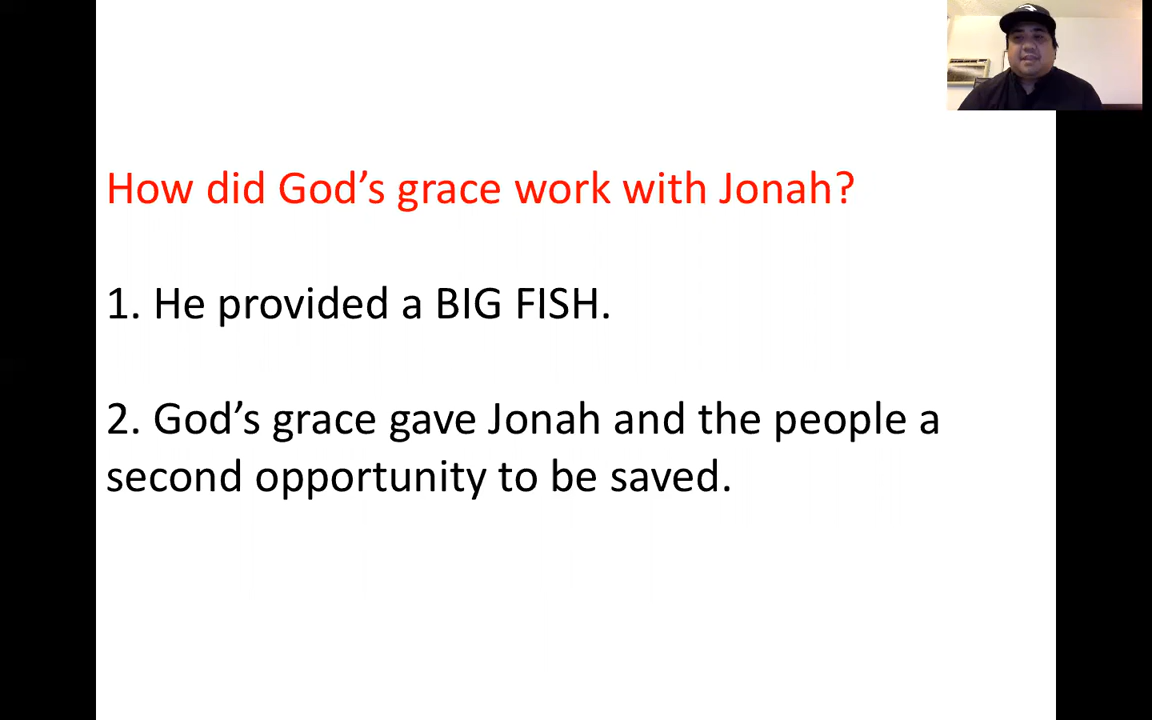 How did God’s grace work with Jonah?
1. He provided a BIG FISH.
2. God’s grace gave Jonah and the people a
second opportunity to be saved.